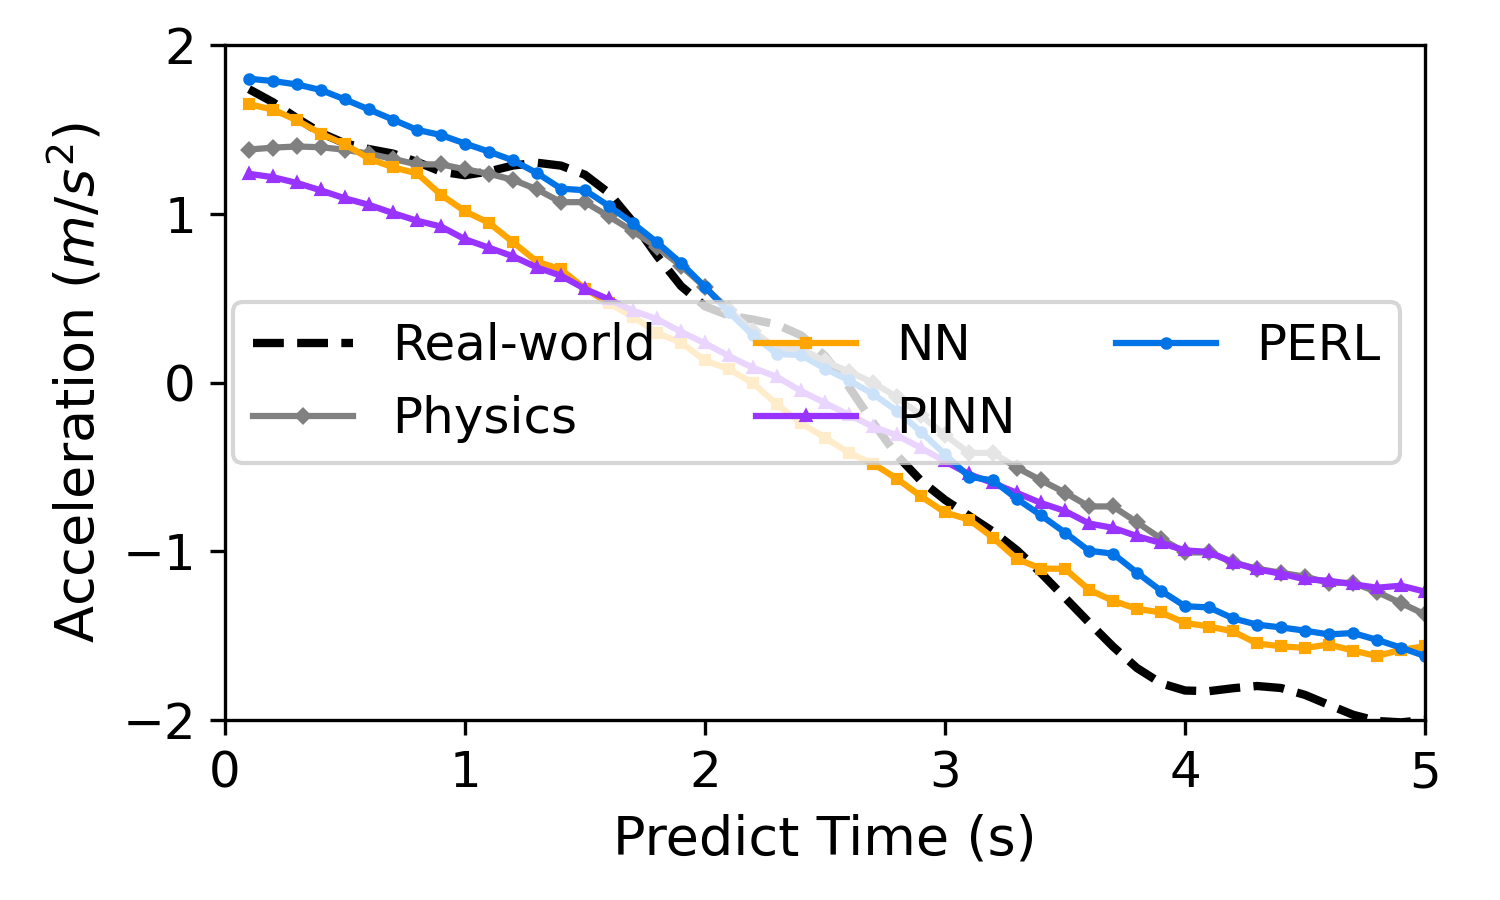 2
1
0
−1
−2
Acceleration (m/s²)
Real-world
NN
PERL
Physics
PINN
0 1 2 3 4 5
Predict Time (s)